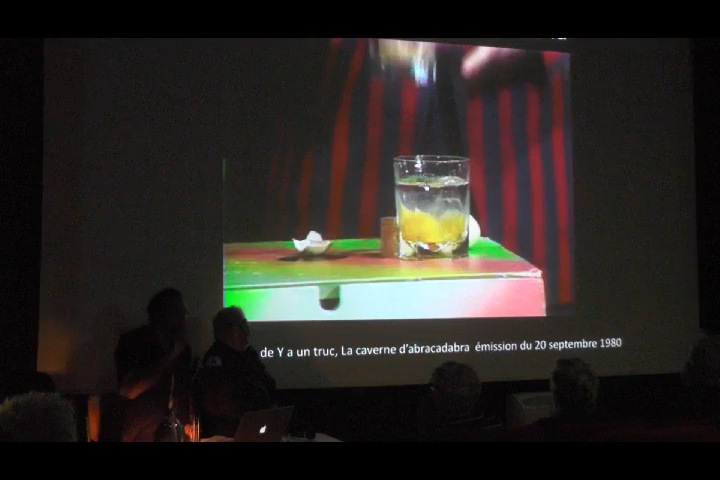 de Y a un truc, La caverne d'abracadabra émission du 20 septembre 1980